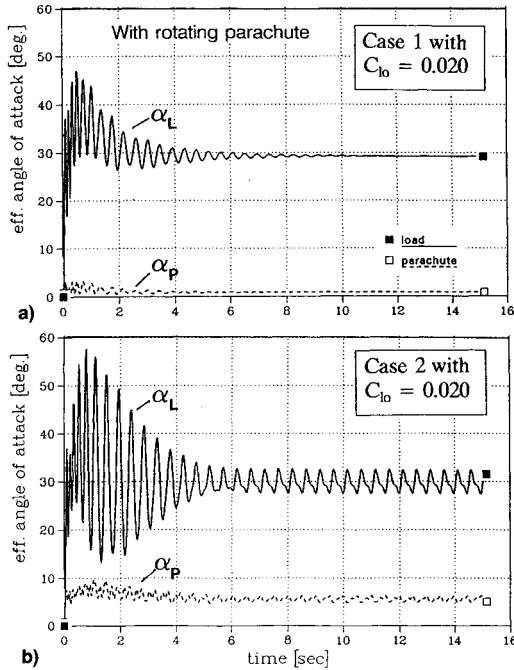 With rotating parachute
Case 1 with
C_lo = 0.020
eff. angle of attack [deg.]
60
50
40
30
20
10
0
α_L
α_P
load
parachute
a)
0 2 4 6 8 10 12 14 16
Case 2 with
C_lo = 0.020
eff. angle of attack [deg.]
60
50
40
30
20
10
0
α_L
α_P
b)
0 2 4 6 8 10 12 14 16
time [sec]